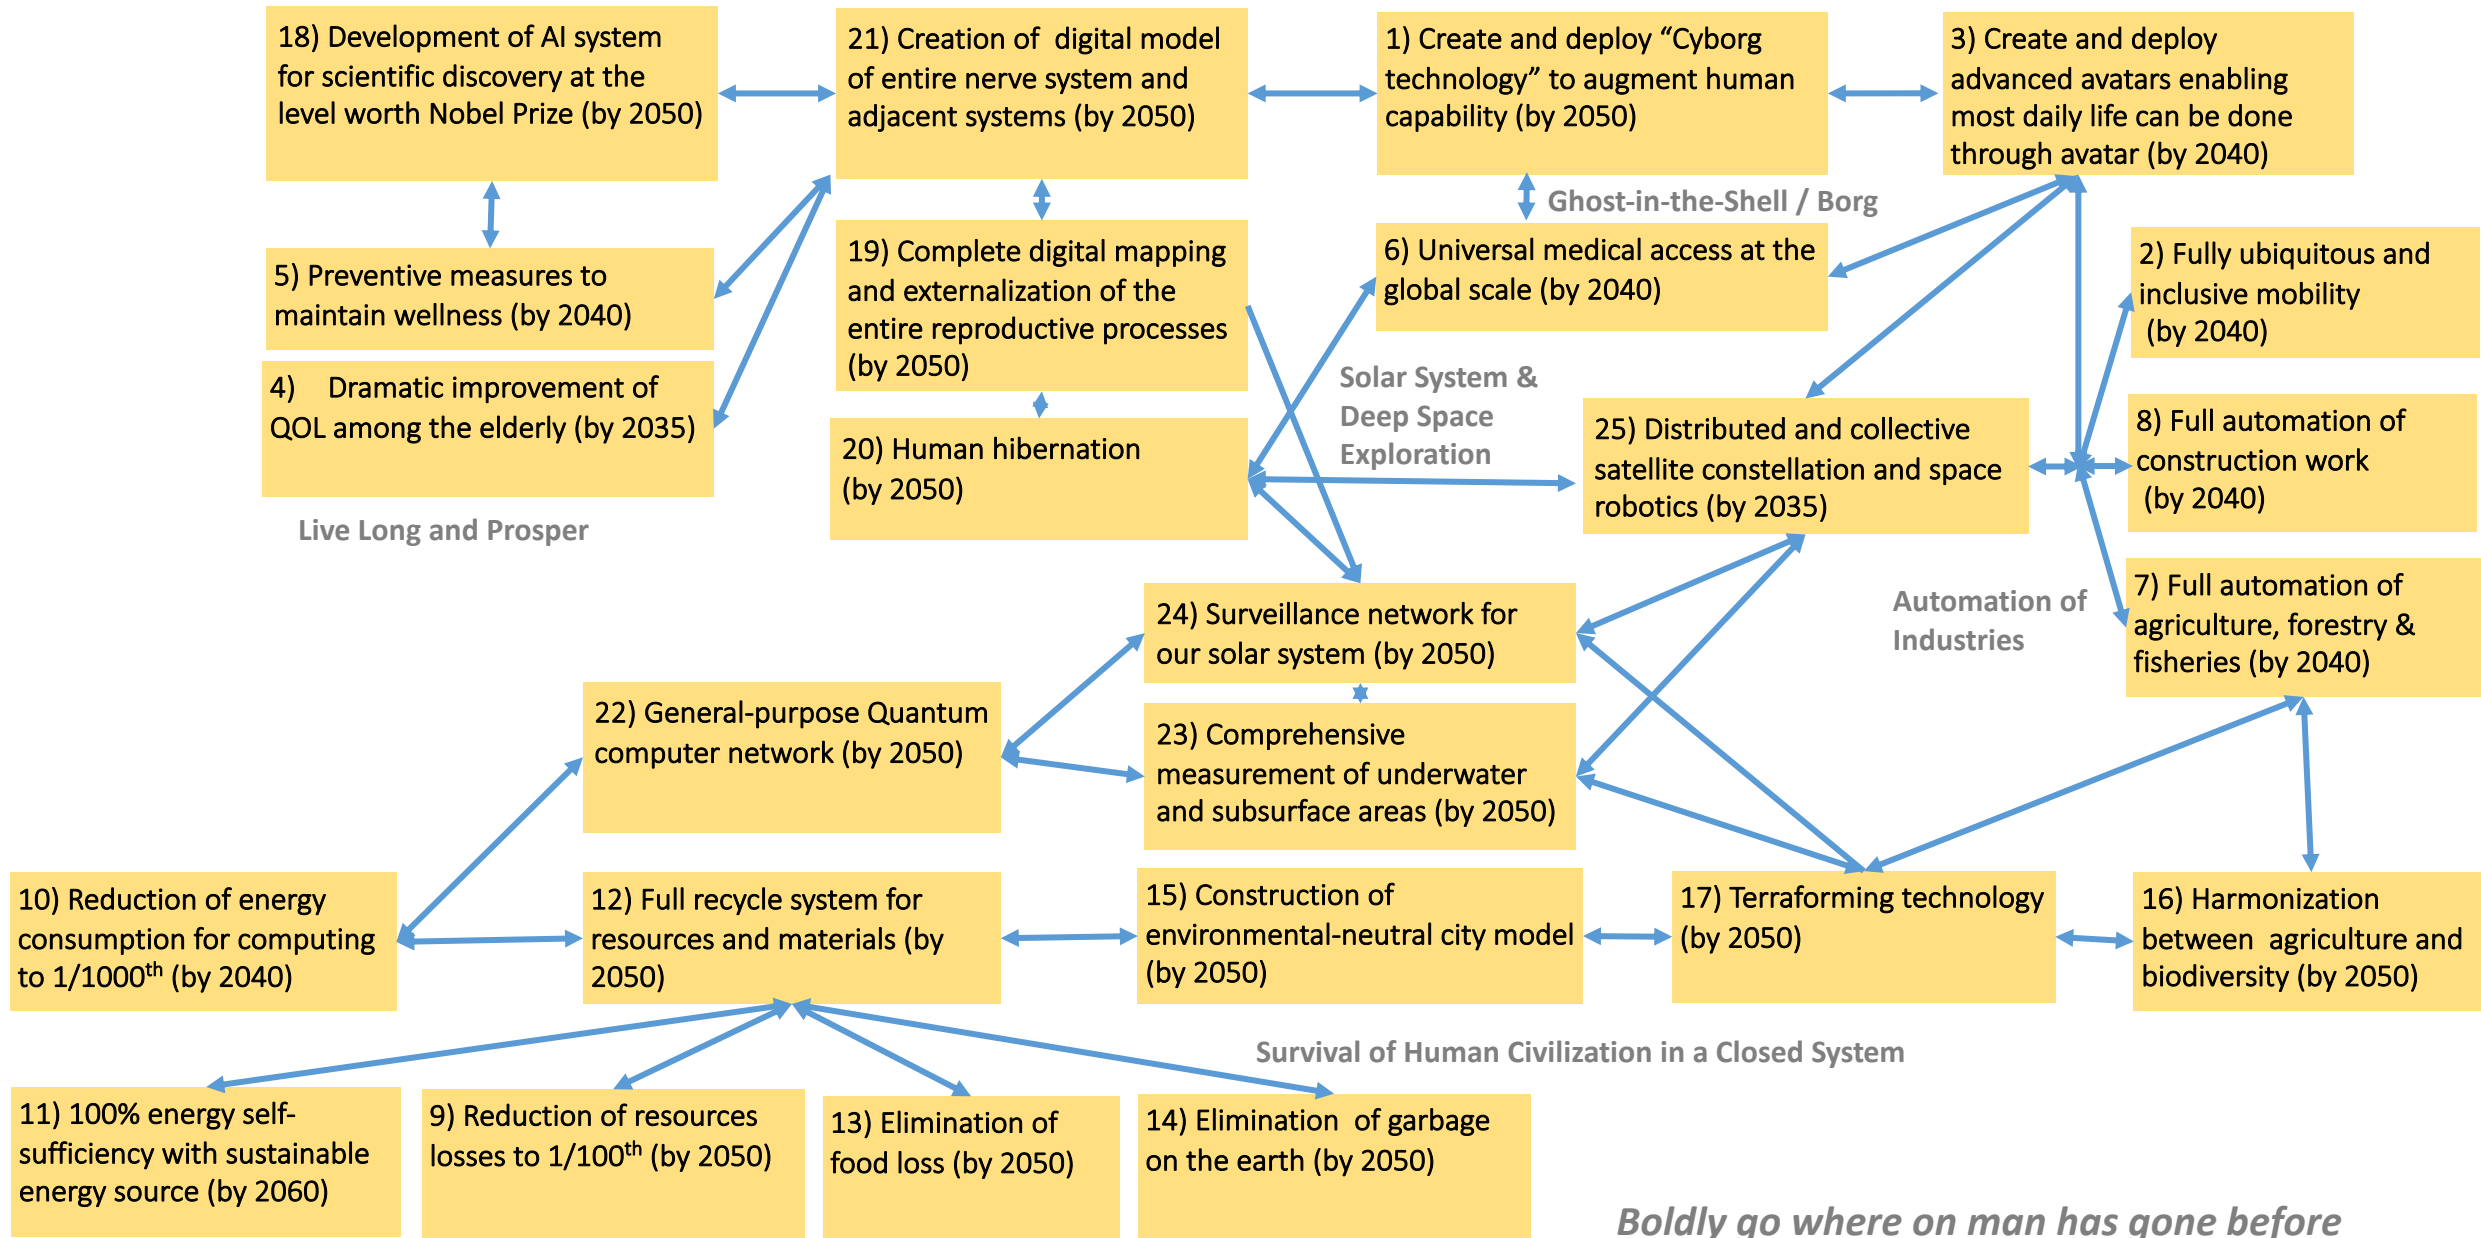 18) Development of AI system
for scientific discovery at the
level worth Nobel Prize (by 2050)
21) Creation of  digital model
of entire nerve system and
adjacent systems (by 2050)
1) Create and deploy “Cyborg
technology” to augment human
capability (by 2050)
3) Create and deploy
advanced avatars enabling
most daily life can be done
through avatar (by 2040)
Ghost-in-the-Shell / Borg
5) Preventive measures to
maintain wellness (by 2040)
19) Complete digital mapping
and externalization of the
entire reproductive processes
(by 2050)
6) Universal medical access at the
global scale (by 2040)
2) Fully ubiquitous and
inclusive mobility
(by 2040)
4)    Dramatic improvement of
QOL among the elderly (by 2035)
20) Human hibernation
(by 2050)
Solar System &
Deep Space
Exploration
25) Distributed and collective
satellite constellation and space
robotics (by 2035)
8) Full automation of
construction work
(by 2040)
Live Long and Prosper
24) Surveillance network for
our solar system (by 2050)
Automation of
Industries
7) Full automation of
agriculture, forestry &
fisheries (by 2040)
22) General-purpose Quantum
computer network (by 2050)
23) Comprehensive
measurement of underwater
and subsurface areas (by 2050)
10) Reduction of energy
consumption for computing
to 1/1000th (by 2040)
12) Full recycle system for
resources and materials (by
2050)
15) Construction of
environmental-neutral city model
(by 2050)
17) Terraforming technology
(by 2050)
16) Harmonization
between  agriculture and
biodiversity (by 2050)
Survival of Human Civilization in a Closed System
11) 100% energy self-
sufficiency with sustainable
energy source (by 2060)
9) Reduction of resources
losses to 1/100th (by 2050)
13) Elimination of
food loss (by 2050)
14) Elimination  of garbage
on the earth (by 2050)
Boldly go where on man has gone before